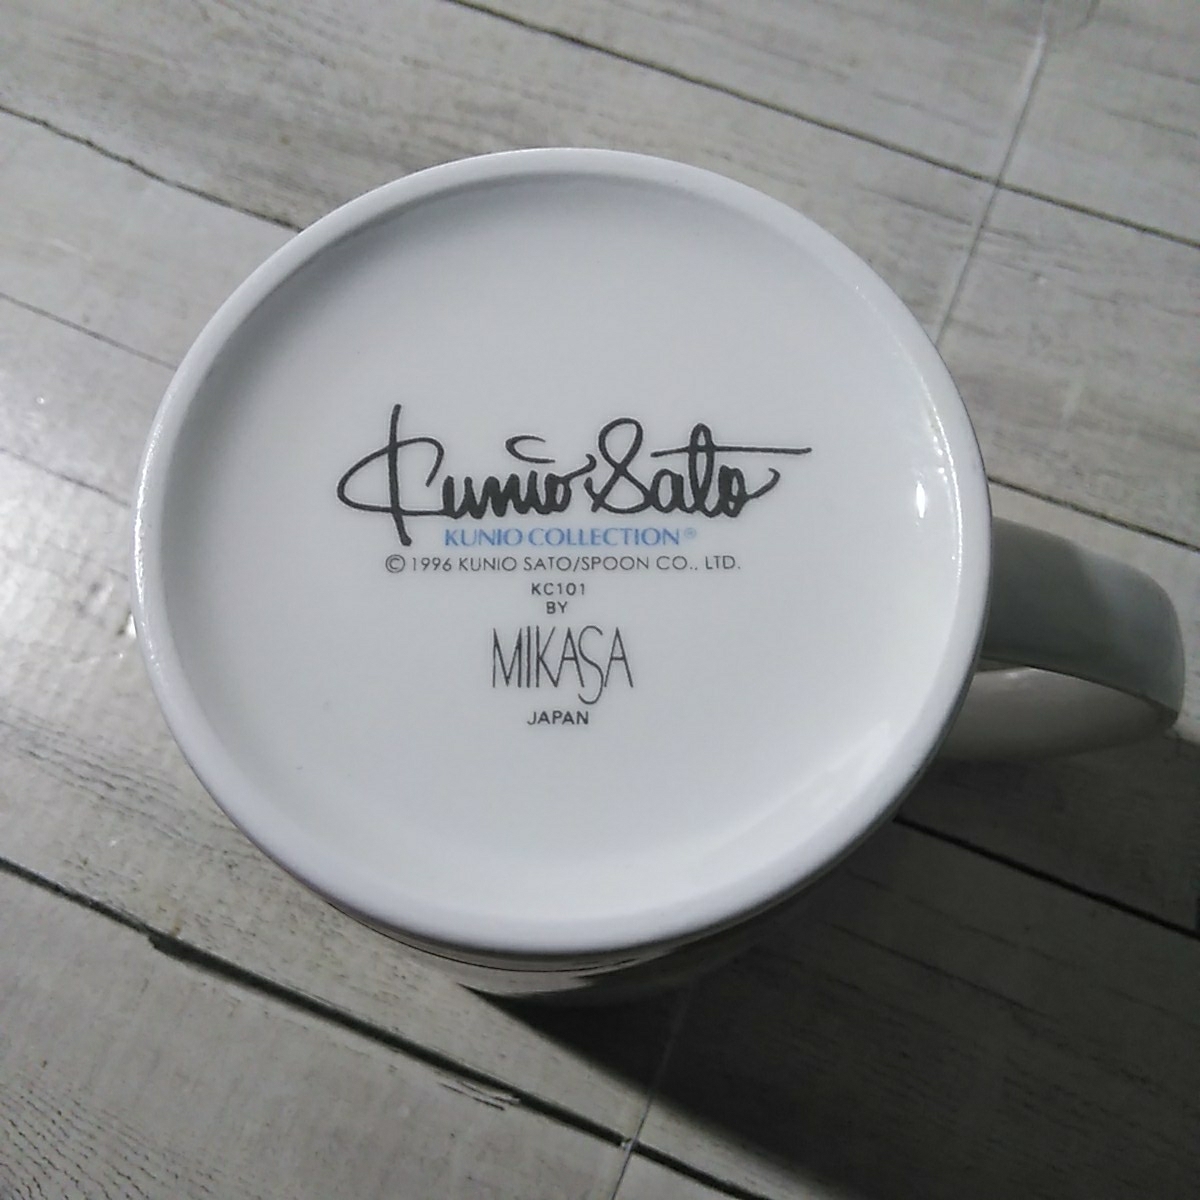 Kunio Sato
KUNIO COLLECTION®
©1996 KUNIO SATO/SPOON CO., LTD.
KC101
BY
MIKASA
JAPAN